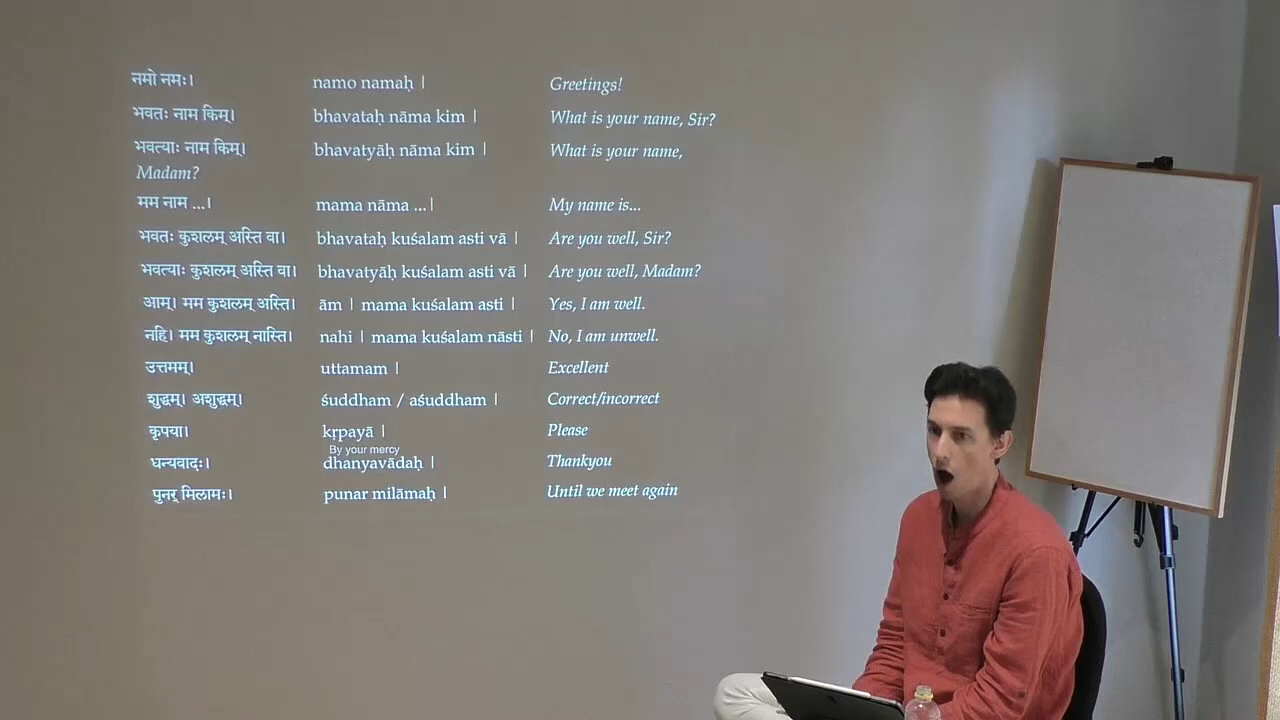 नमो नमः। namo namaḥ | Greetings!
भवतः नाम किम्। bhavataḥ nāma kim | What is your name, Sir?
भवत्याः नाम किम्। bhavatyāḥ nāma kim | What is your name,
Madam?
मम नाम ...। mama nāma ... | My name is...
भवतः कुशलम् अस्ति वा। bhavataḥ kuśalam asti vā | Are you well, Sir?
भवत्याः कुशलम् अस्ति वा। bhavatyāḥ kuśalam asti vā | Are you well, Madam?
आम्। मम कुशलम् अस्ति। ām | mama kuśalam asti | Yes, I am well.
नहि। मम कुशलम् नास्ति। nahi | mama kuśalam nāsti | No, I am unwell.
उत्तमम्। uttamam | Excellent
शुद्धम्। अशुद्धम्। śuddham / aśuddham | Correct/incorrect
कृपया। kṛpayā | Please
By your mercy
धन्यवादः। dhanyavādaḥ | Thankyou
पुनर् मिलामः। punar milāmaḥ | Until we meet again